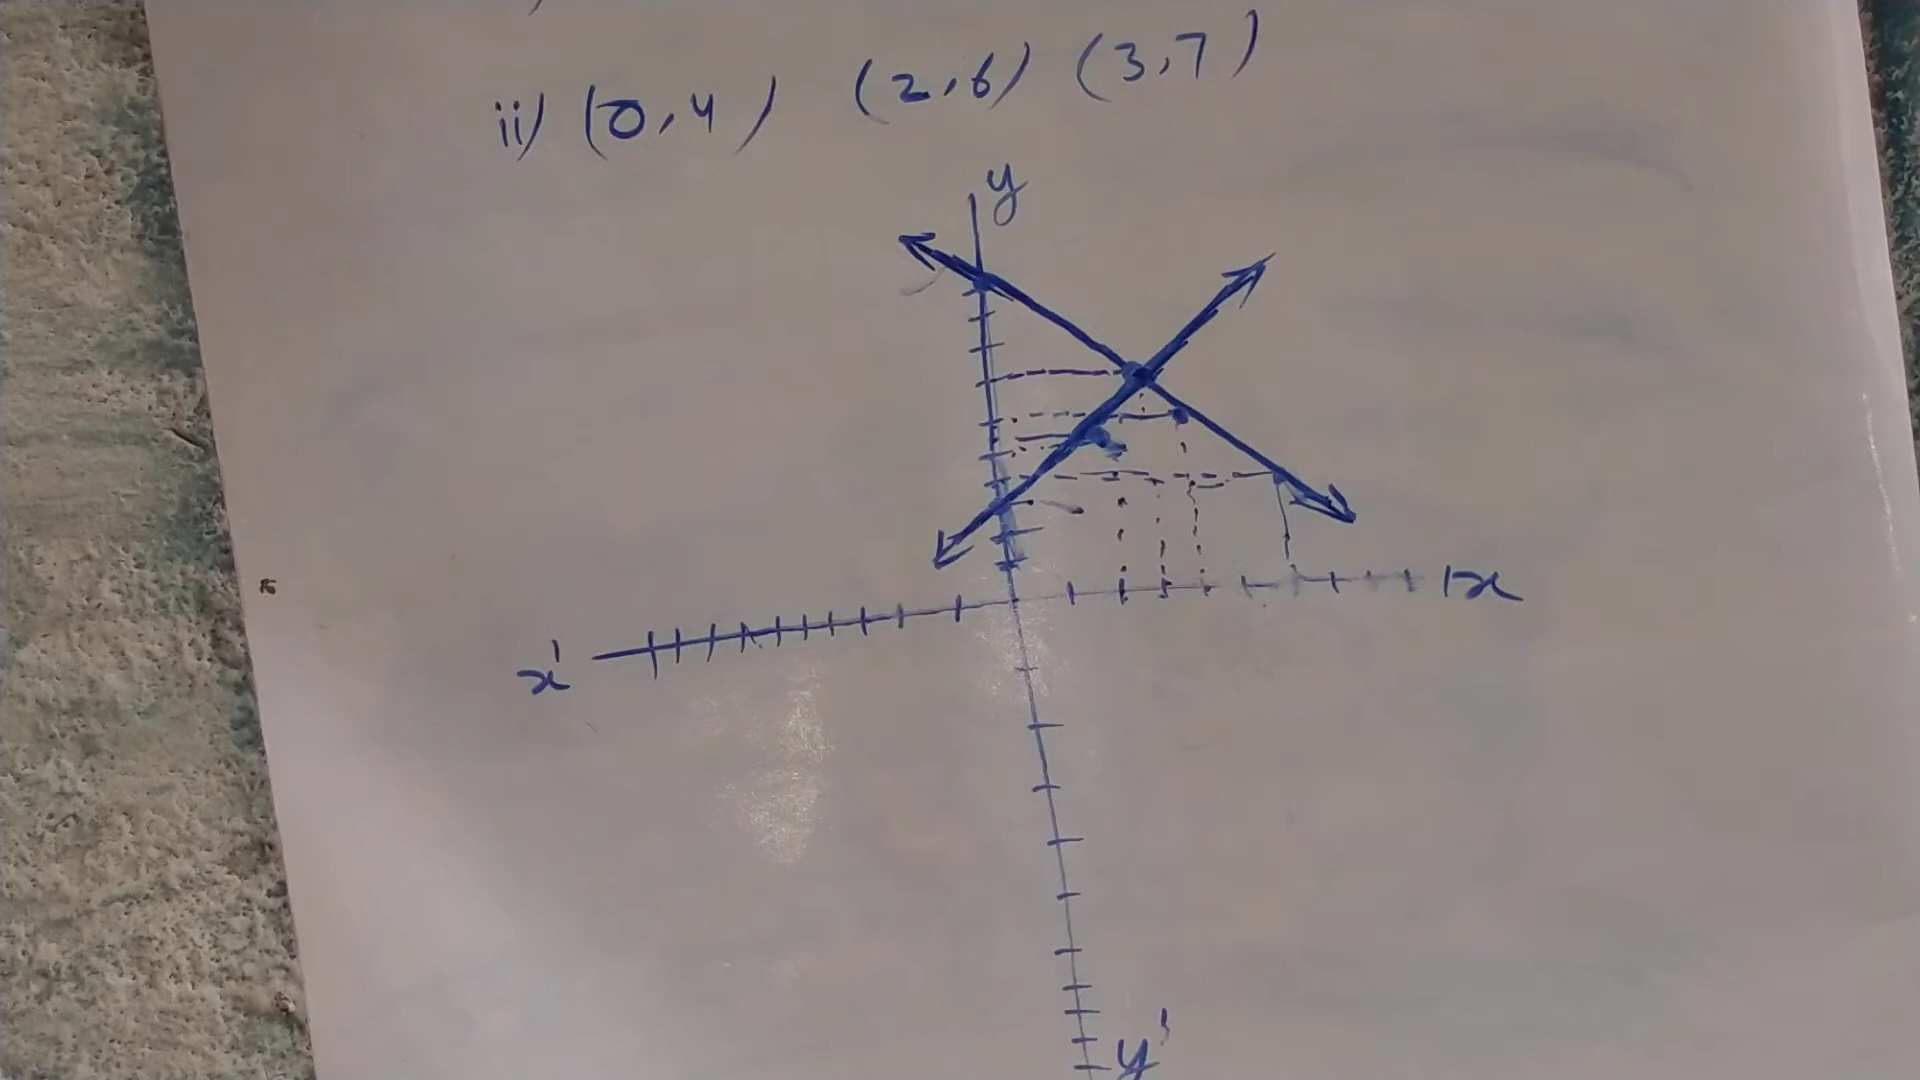 ii) (0,4) (2,6) (3,7)
y
x
x'
y'